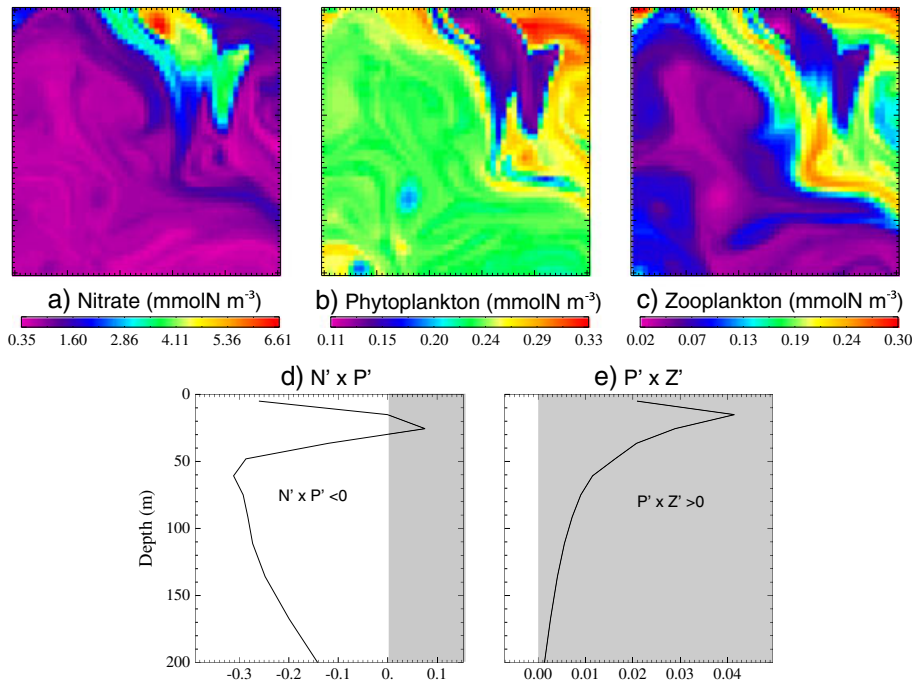 a) Nitrate (mmolN m⁻³)
0.35 1.60 2.86 4.11 5.36 6.61
b) Phytoplankton (mmolN m⁻³)
0.11 0.15 0.20 0.24 0.29 0.33
c) Zooplankton (mmolN m⁻³)
0.02 0.07 0.13 0.19 0.24 0.30
d) N' x P'
0
50
100
150
200
Depth (m)
N' x P' <0
-0.3 -0.2 -0.1 0. 0.1
e) P' x Z'
P' x Z' >0
0.00 0.01 0.02 0.03 0.04